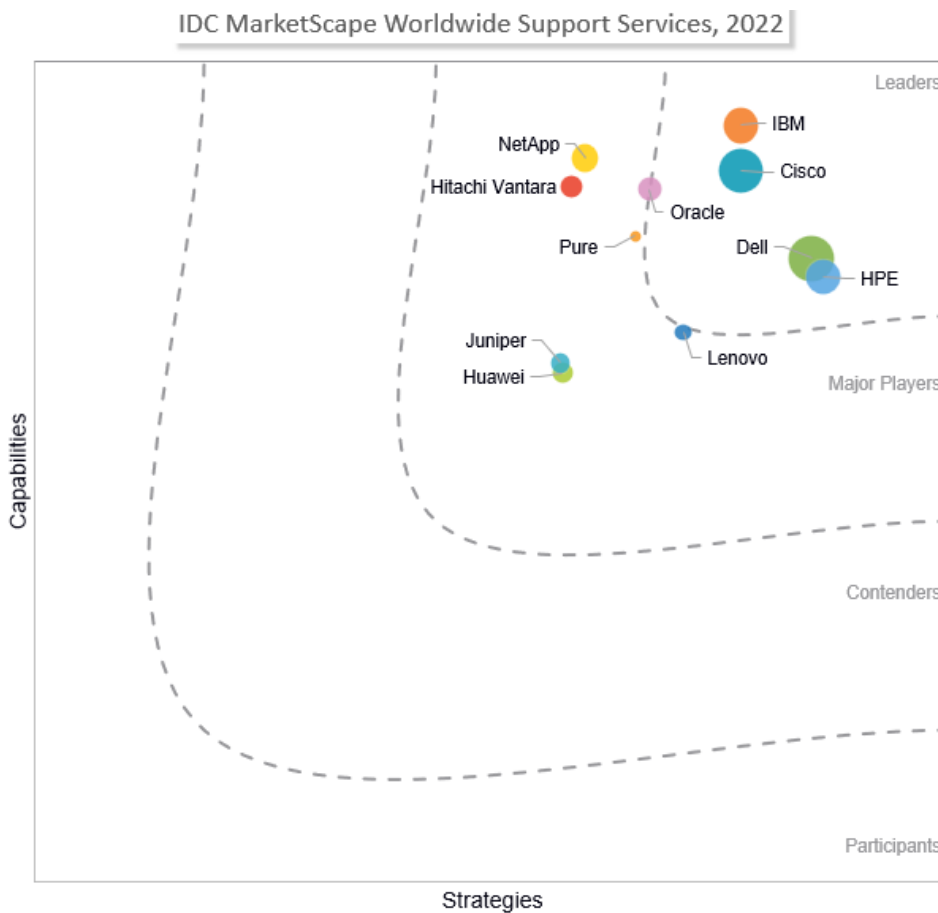 IDC MarketScape Worldwide Support Services, 2022
Leaders
IBM
NetApp
Cisco
Hitachi Vantara
Oracle
Pure
Dell
HPE
Juniper
Lenovo
Huawei
Major Players
Capabilities
Contenders
Participants
Strategies